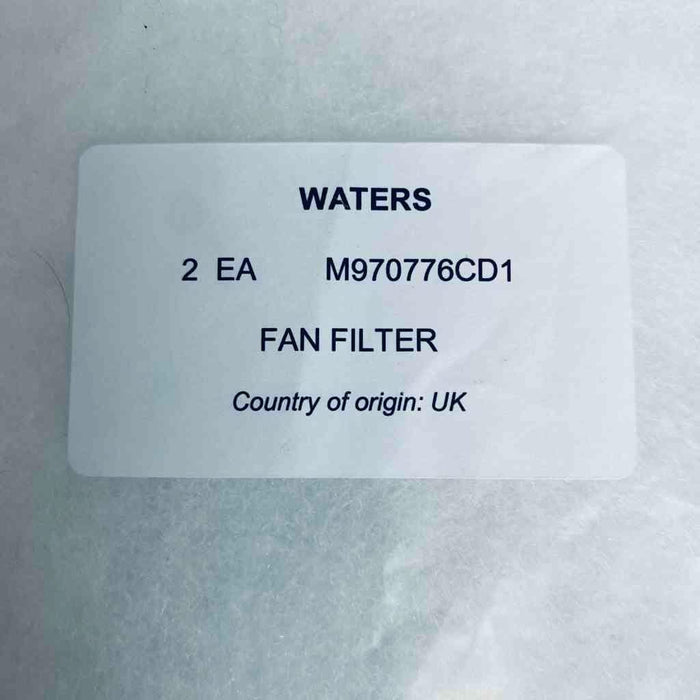 WATERS
2 EA M970776CD1
FAN FILTER
Country of origin: UK